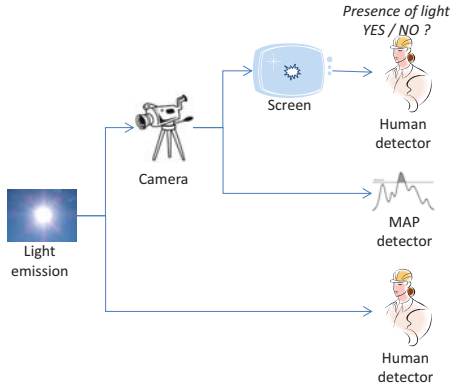 Presence of light
YES / NO ?
Screen
Human
detector
Camera
MAP
detector
Light
emission
Human
detector